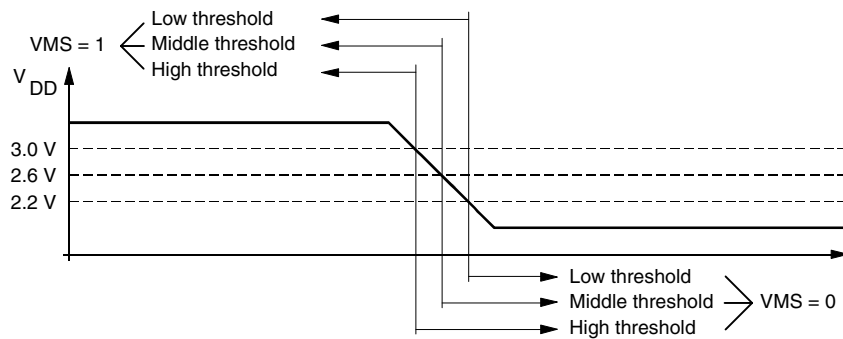 Low threshold
VMS = 1
Middle threshold
High threshold
V DD
3.0 V
2.6 V
2.2 V
Low threshold
Middle threshold
VMS = 0
High threshold